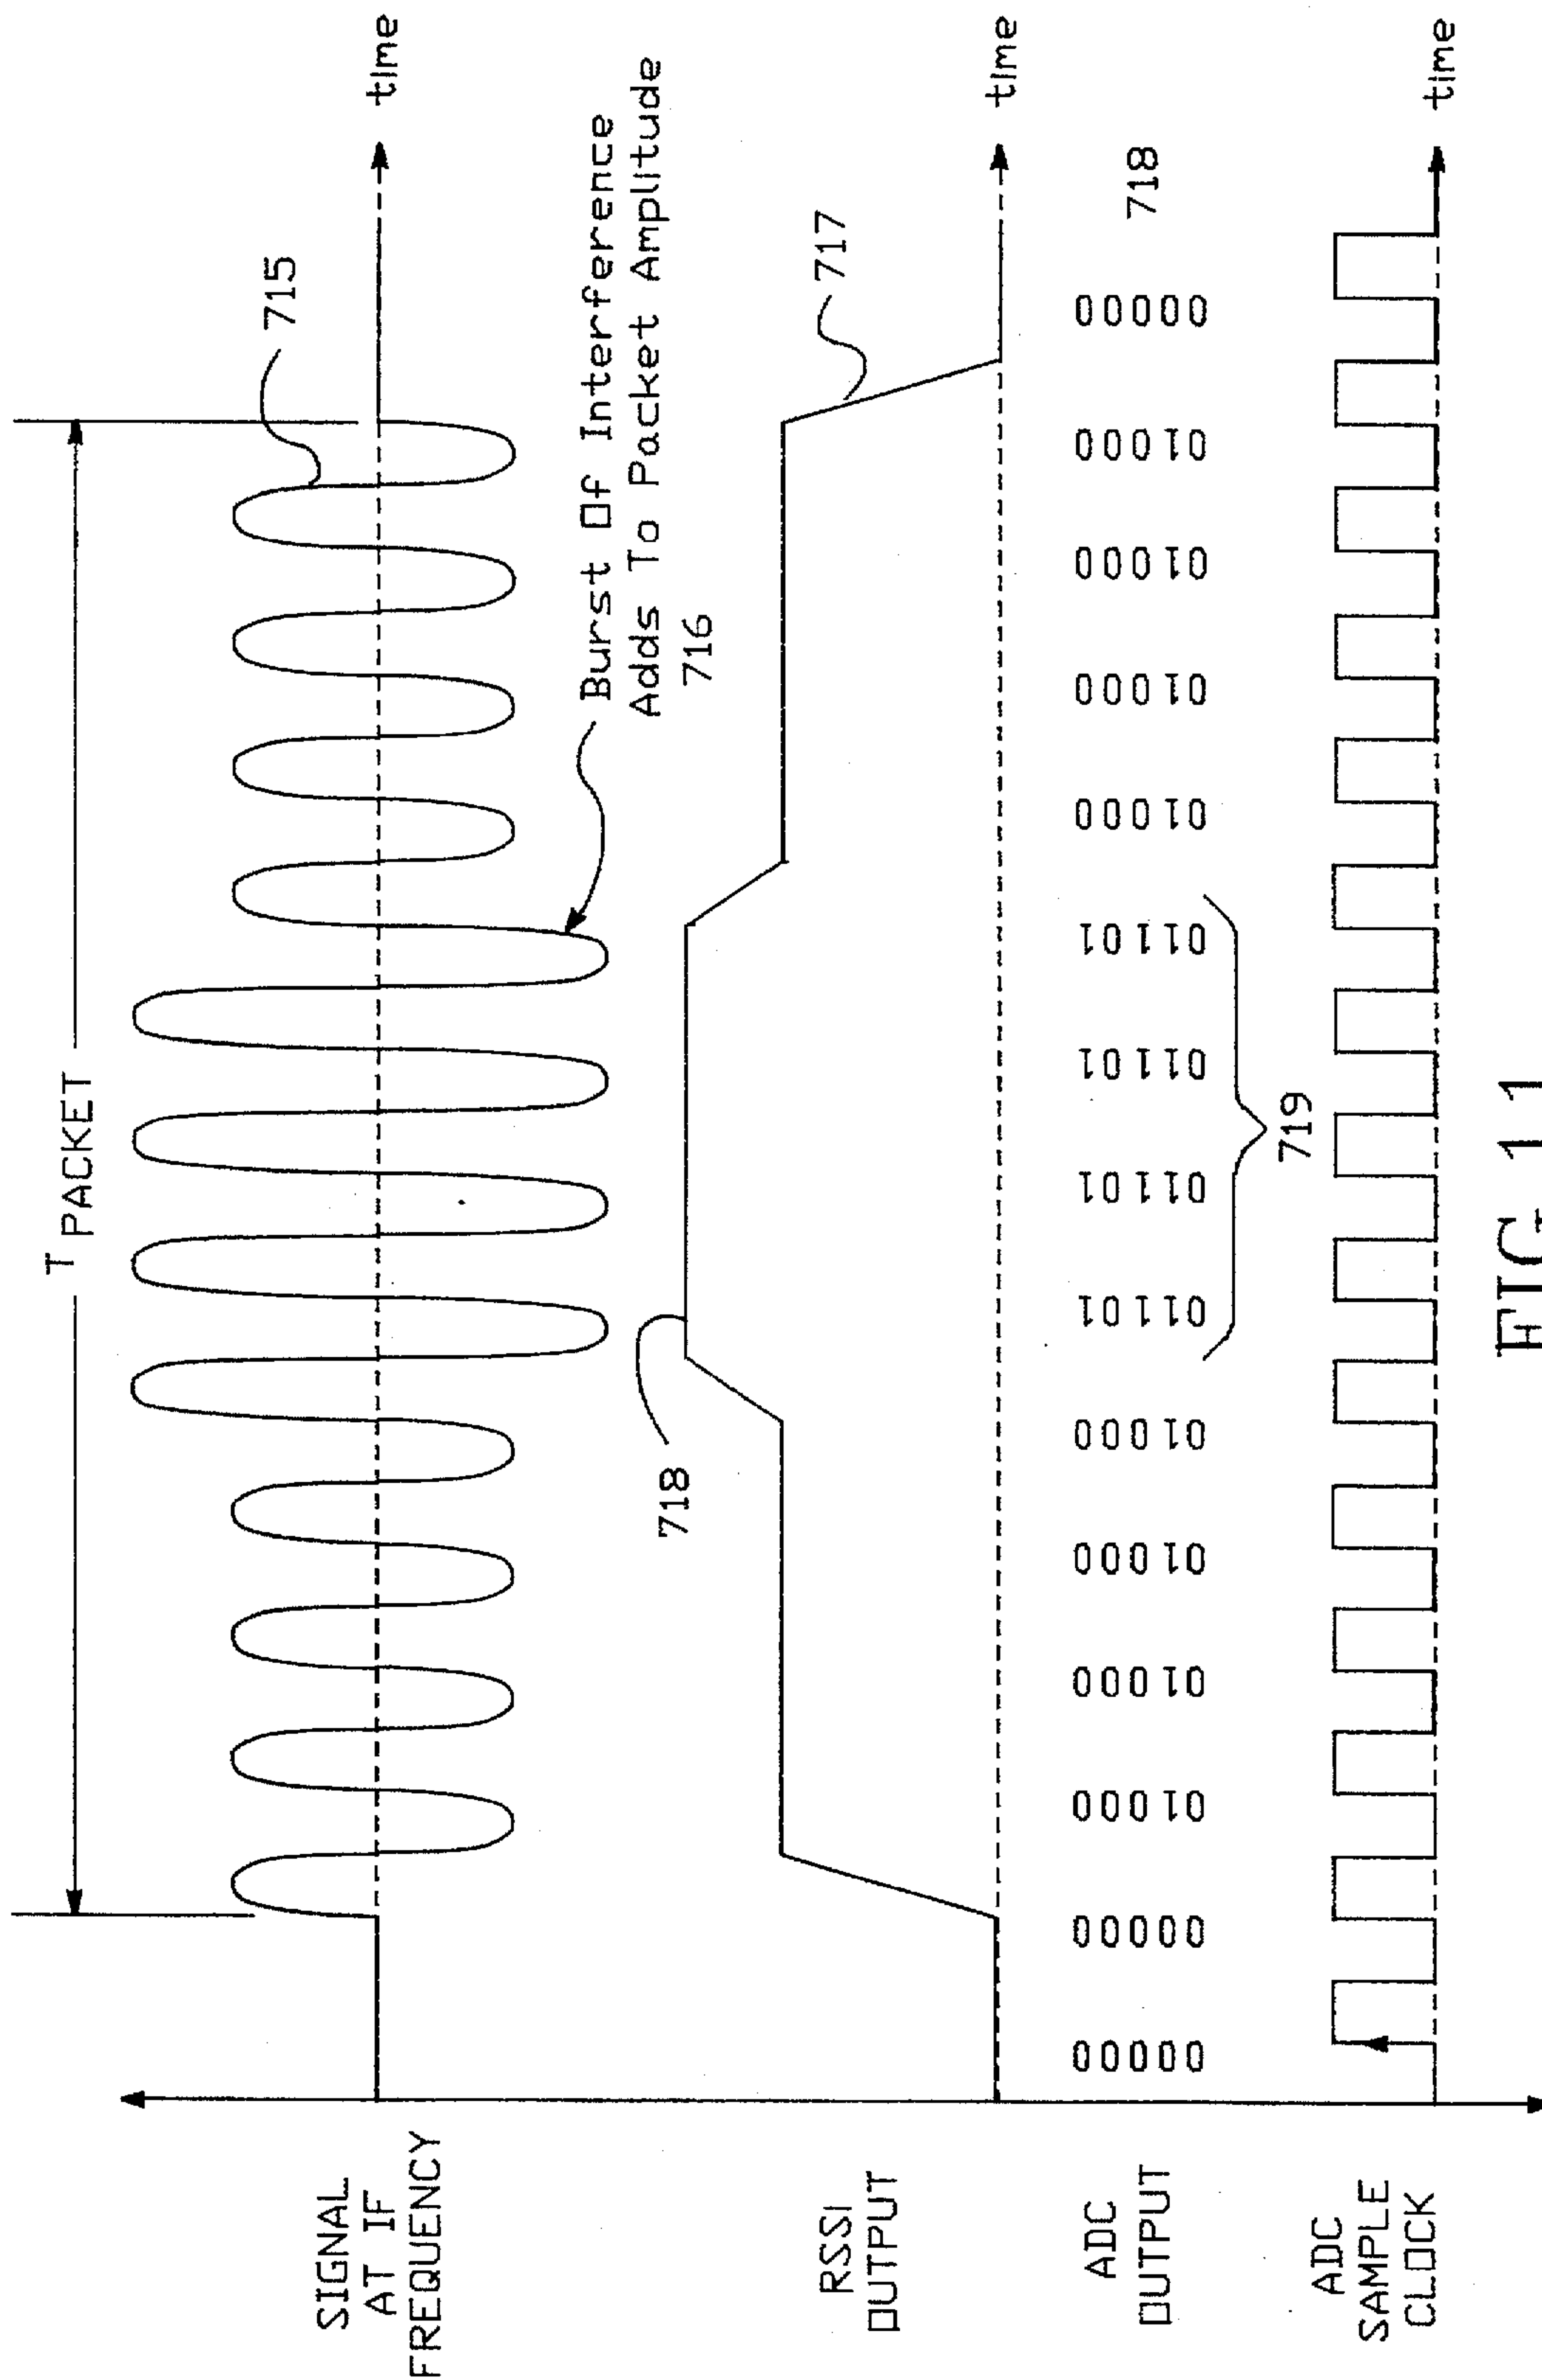 T PACKET
715
SIGNAL
AT IF
FREQUENCY
time
Burst Of Interference
Adds To Packet Amplitude
716
718
717
RSSI
OUTPUT
time
ADC
OUTPUT
00000
00000
01000
01000
01000
01000
01101
01101
01101
01101
01000
01000
01000
01000
00000
718
719
ADC
SAMPLE
CLOCK
time
FIG 11